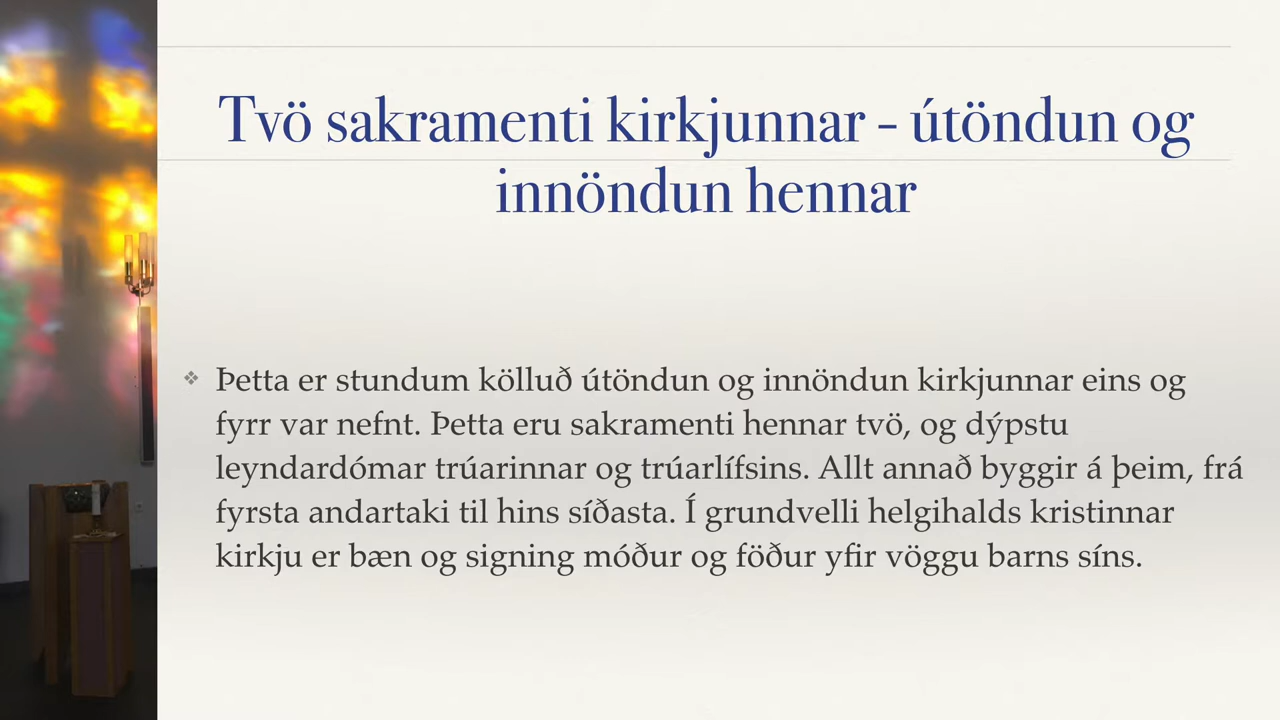 Tvö sakramenti kirkjunnar - útöndun og
innöndun hennar
Þetta er stundum kölluð útöndun og innöndun kirkjunnar eins og
fyrr var nefnt. Þetta eru sakramenti hennar tvö, og dýpstu
leyndardómar trúarinnar og trúarlífsins. Allt annað byggir á þeim, frá
fyrsta andartaki til hins síðasta. Í grundvelli helgihalds kristinnar
kirkju er bæn og signing móður og föður yfir vöggu barns síns.